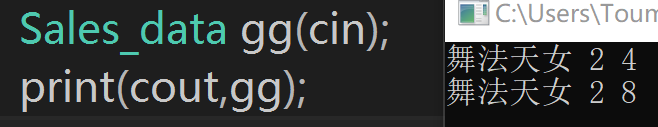 Sales_data gg(cin);
print(cout,gg);
C:\Users\Toum
舞法天女 2 4
舞法天女 2 8